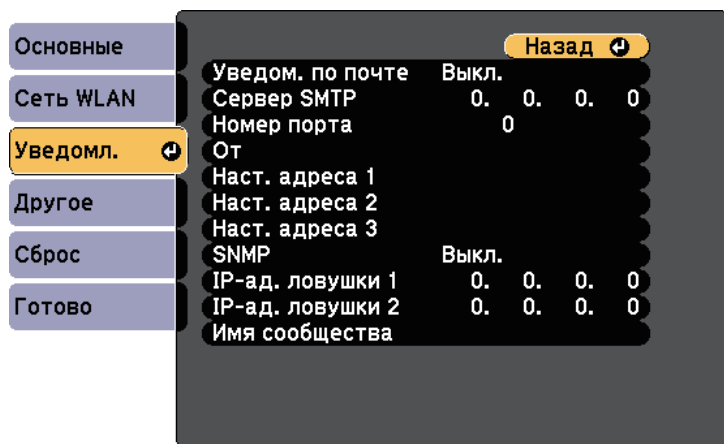 Основные
Сеть WLAN
Уведомл.
Другое
Сброс
Готово
Назад
Уведом. по почте Выкл.
Сервер SMTP 0. 0. 0. 0
Номер порта 0
От
Наст. адреса 1
Наст. адреса 2
Наст. адреса 3
SNMP Выкл.
IP-ад. ловушки 1 0. 0. 0. 0
IP-ад. ловушки 2 0. 0. 0. 0
Имя сообщества